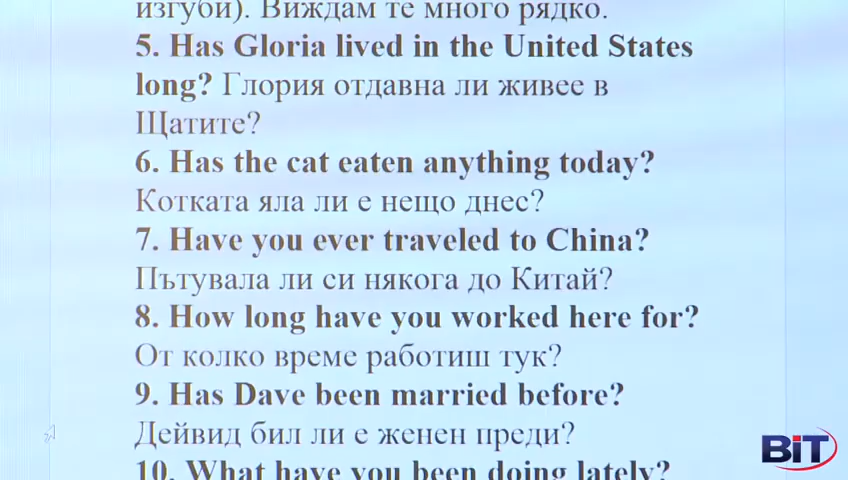 изгуби). Виждам те много рядко.
5. Has Gloria lived in the United States
long? Глория отдавна ли живее в
Щатите?
6. Has the cat eaten anything today?
Котката яла ли е нещо днес?
7. Have you ever traveled to China?
Пътувала ли си някога до Китай?
8. How long have you worked here for?
От колко време работиш тук?
9. Has Dave been married before?
Дейвид бил ли е женен преди?
10. What have you been doing lately?
BiT